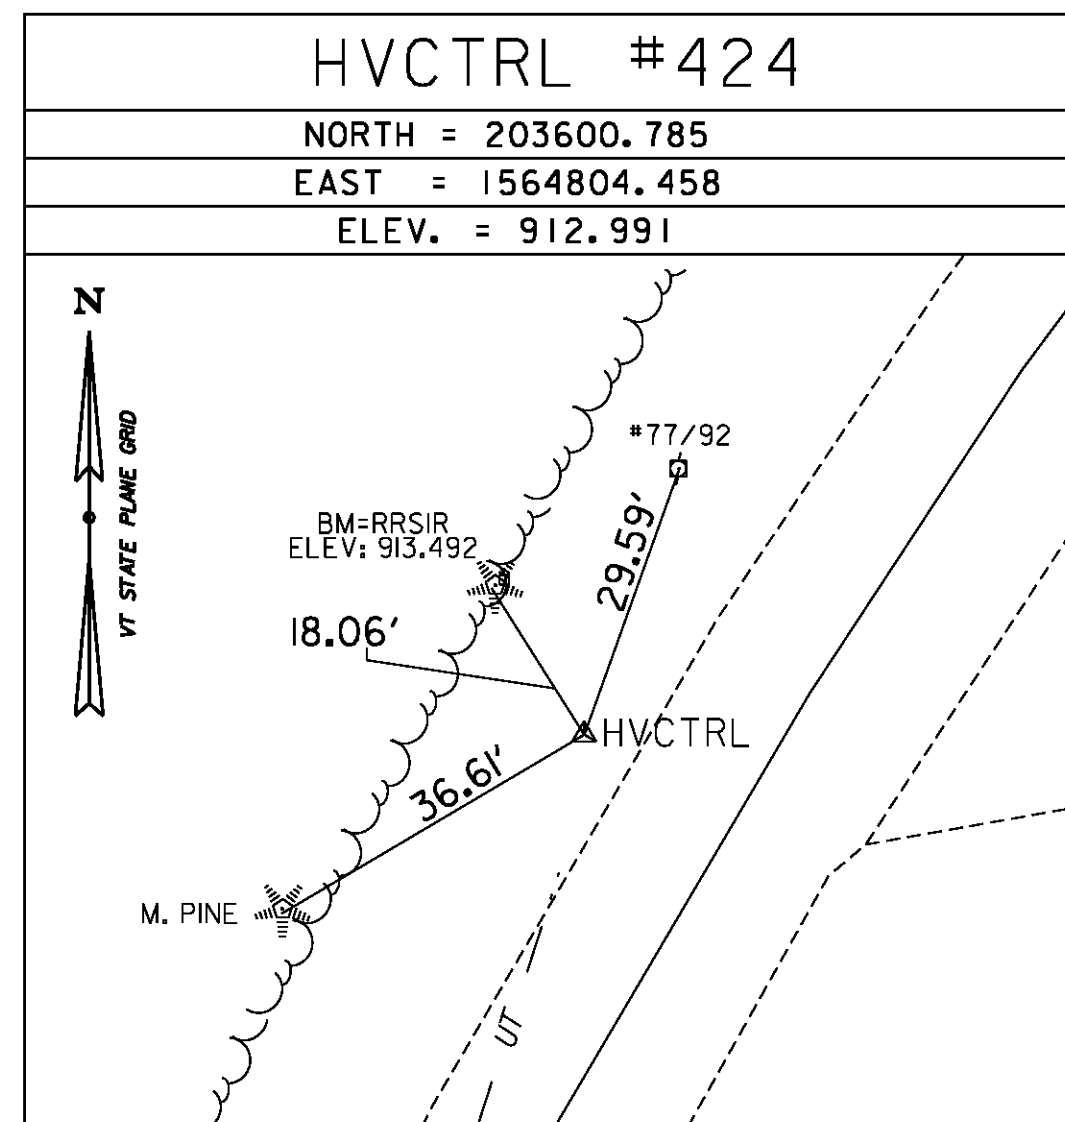 HVCTRL #424
NORTH = 203600.785
EAST = 1564804.458
ELEV. = 912.991
N
VT STATE PLANE GRID
#77/92
29.59'
BM=RRSIR
ELEV: 913.492
18.06'
HVCTRL
36.61'
M. PINE
UT